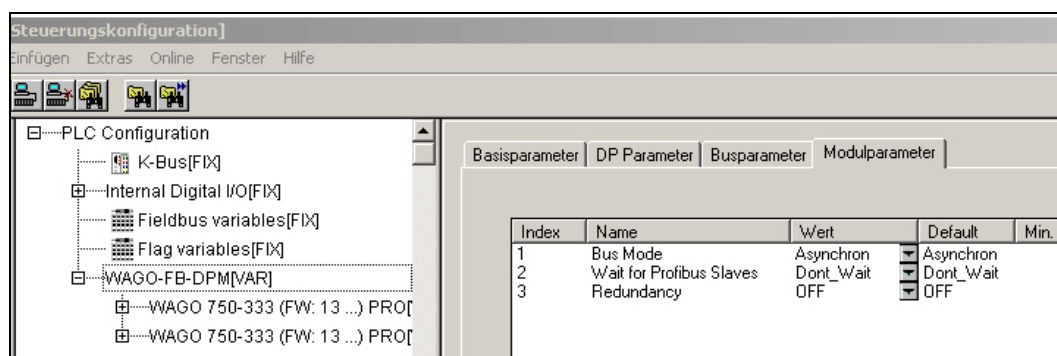 Steuerungskonfiguration]
Einfügen Extras Online Fenster Hilfe
PLC Configuration
K-Bus[FIX]
Internal Digital I/O[FIX]
Fieldbus variables[FIX]
Flag variables[FIX]
WAGO-FB-DPM[VAR]
WAGO 750-333 (FW: 13 ...) PRO[
WAGO 750-333 (FW: 13 ...) PRO[
Basisparameter DP Parameter Busparameter Modulparameter
Index Name Wert Default Min.
1 Bus Mode Asynchron Asynchron
2 Wait for Profibus Slaves Dont_Wait Dont_Wait
3 Redundancy OFF OFF